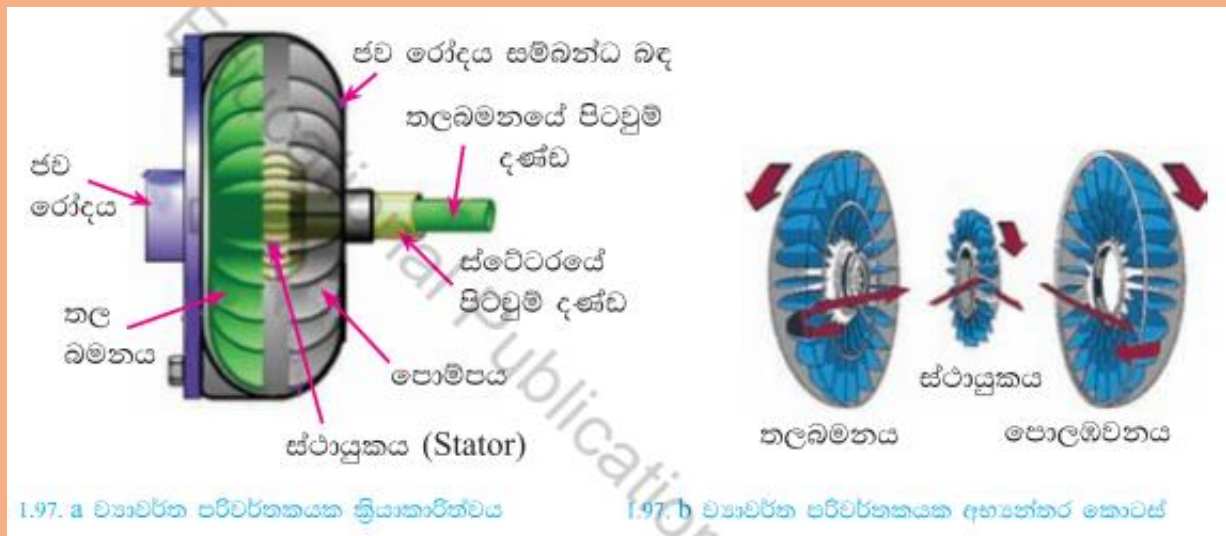 ජව රෝදය සම්බන්ධ බඳ
තලබමනයේ පිටවුම්
දණ්ඩ
ජව
රෝදය
ස්ටේටරයේ
පිටවුම් දණ්ඩ
තල
බමනය
පොම්පය
ස්ථායුකය (Stator)
ස්ථායුකය
තලබමනය
පොලඹවනය
1.97. a ව්‍යාවර්ත පරිවර්තකයක ක්‍රියාකාරිත්වය
1.97. b ව්‍යාවර්ත පරිවර්තකයක අභ්‍යන්තර කොටස්
Publication